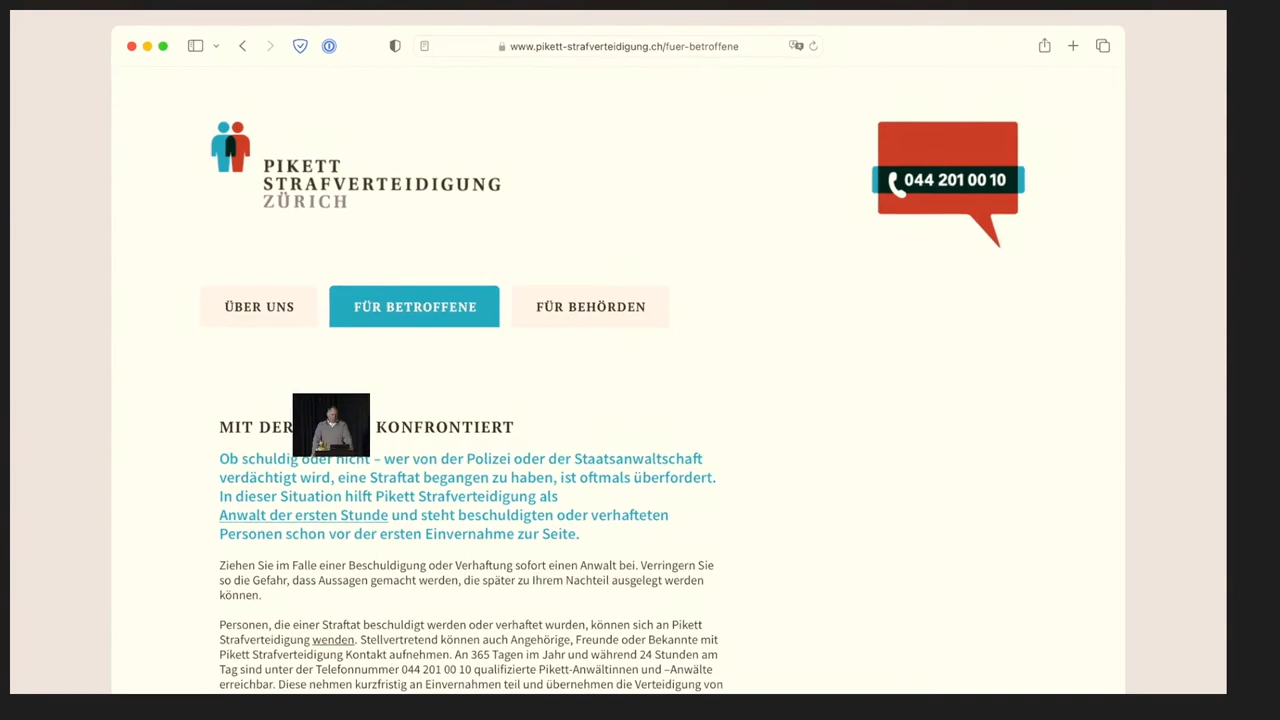 www.pikett-strafverteidigung.ch/fuer-betroffene
PIKETT
STRAFVERTEIDIGUNG
ZÜRICH
044 201 00 10
ÜBER UNS
FÜR BETROFFENE
FÜR BEHÖRDEN
MIT DER KONFRONTIERT
Ob schuldig oder nicht – wer von der Polizei oder der Staatsanwaltschaft
verdächtigt wird, eine Straftat begangen zu haben, ist oftmals überfordert.
In dieser Situation hilft Pikett Strafverteidigung als
Anwalt der ersten Stunde und steht beschuldigten oder verhafteten
Personen schon vor der ersten Einvernahme zur Seite.
Ziehen Sie im Falle einer Beschuldigung oder Verhaftung sofort einen Anwalt bei. Verringern Sie
so die Gefahr, dass Aussagen gemacht werden, die später zu Ihrem Nachteil ausgelegt werden
können.
Personen, die einer Straftat beschuldigt werden oder verhaftet wurden, können sich an Pikett
Strafverteidigung wenden. Stellvertretend können auch Angehörige, Freunde oder Bekannte mit
Pikett Strafverteidigung Kontakt aufnehmen. An 365 Tagen im Jahr und während 24 Stunden am
Tag sind unter der Telefonnummer 044 201 00 10 qualifizierte Pikett-Anwältinnen und –Anwälte
erreichbar. Diese nehmen kurzfristig an Einvernahmen teil und übernehmen die Verteidigung von